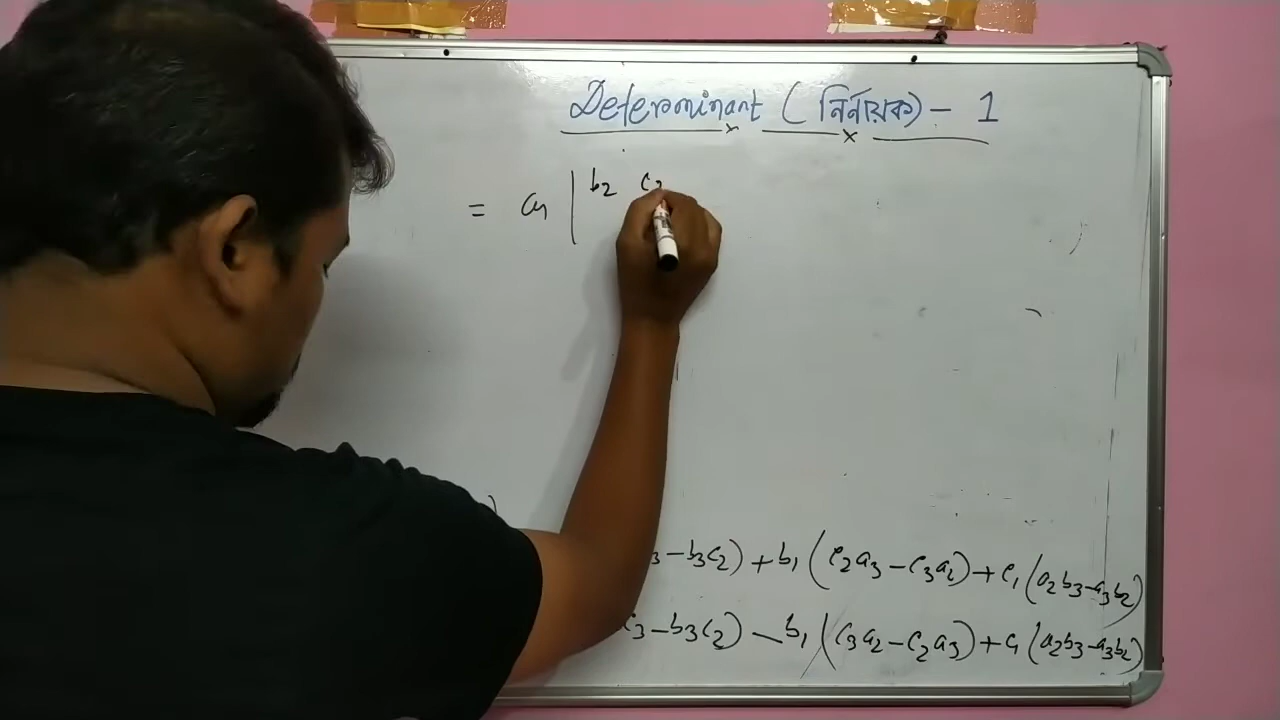 Determinant (নির্ণায়ক) - 1
= a₁ | b₂ c₂
₃ - b₃c₂) + b₁ (c₂a₃ - c₃a₂) + c₁ (a₂b₃ - a₃b₂)
c₃ - b₃c₂) - b₁ (c₃a₂ - c₂a₃) + c₁ (a₂b₃ - a₃b₂)